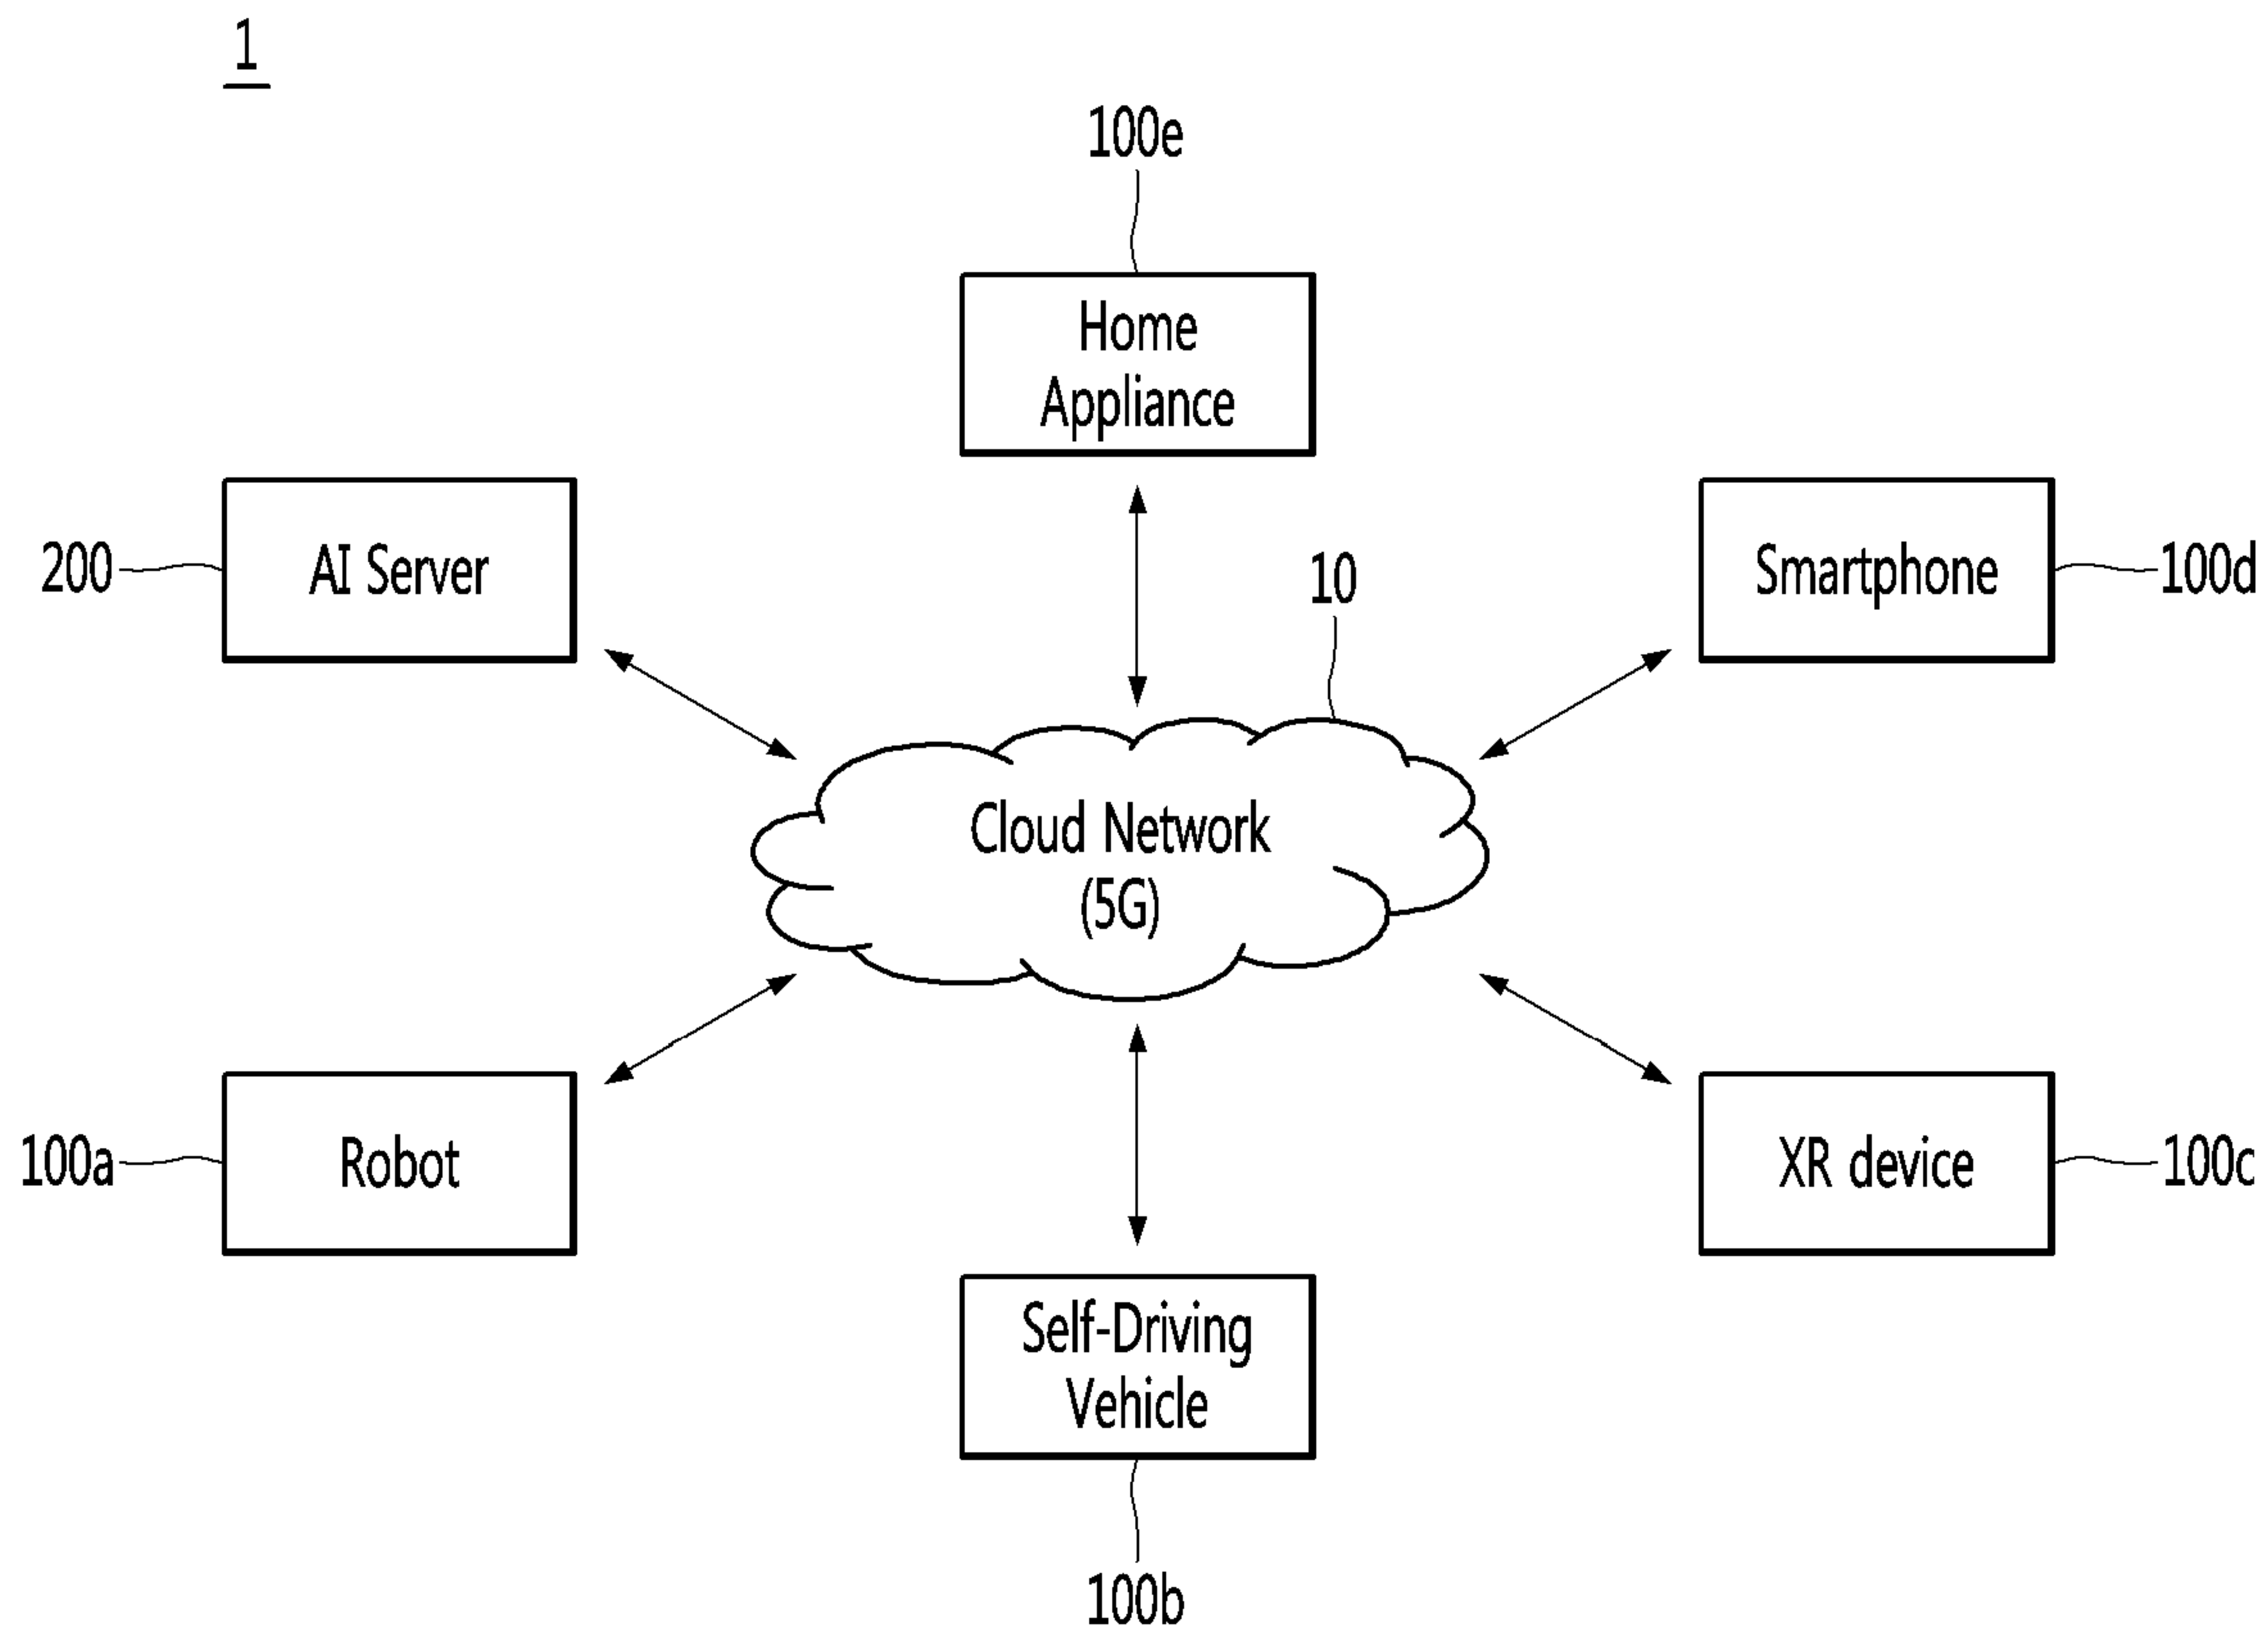 1
100e
Home
Appliance
200
AI Server
10
Smartphone
100d
Cloud Network
(5G)
100a
Robot
XR device
100c
Self-Driving
Vehicle
100b